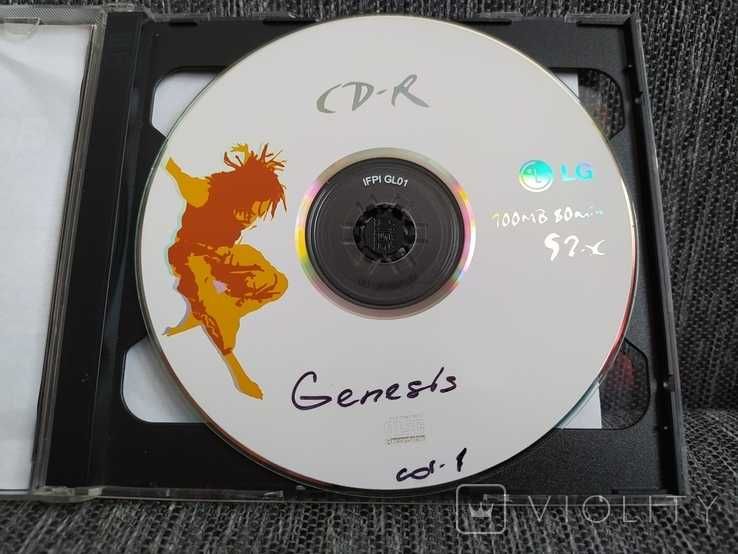 CD-R
IFPI GL01
LG
700MB 80min
52x
Genesis
cd-1
VIOLITY